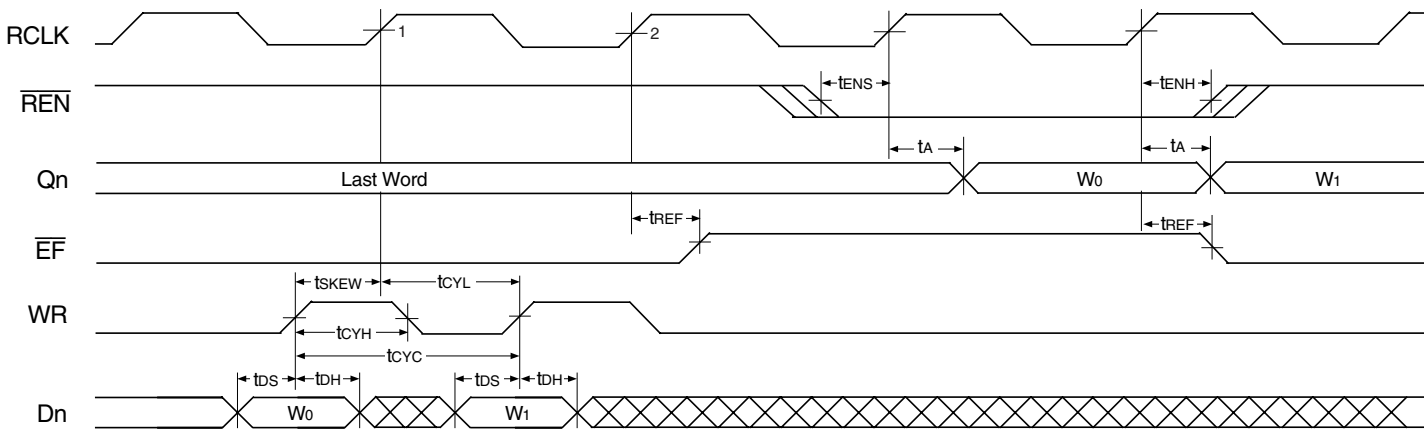 RCLK 1 2
REN tENS tENH
tA tA
Qn Last Word W0 W1
tREF tREF
EF
tSKEW tCYL
WR
tCYH
tCYC
tDS tDH tDS tDH
Dn W0 W1